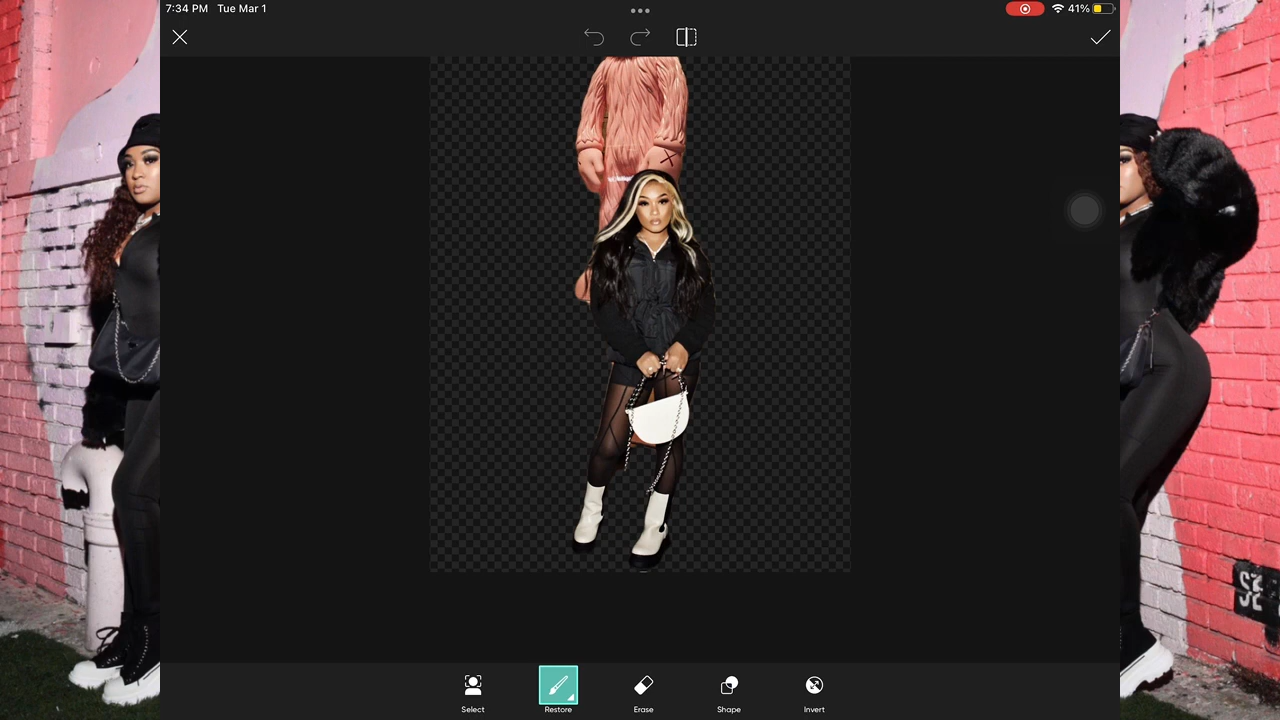 7:34 PM Tue Mar 1
41%
Select
Restore
Erase
Shape
Invert